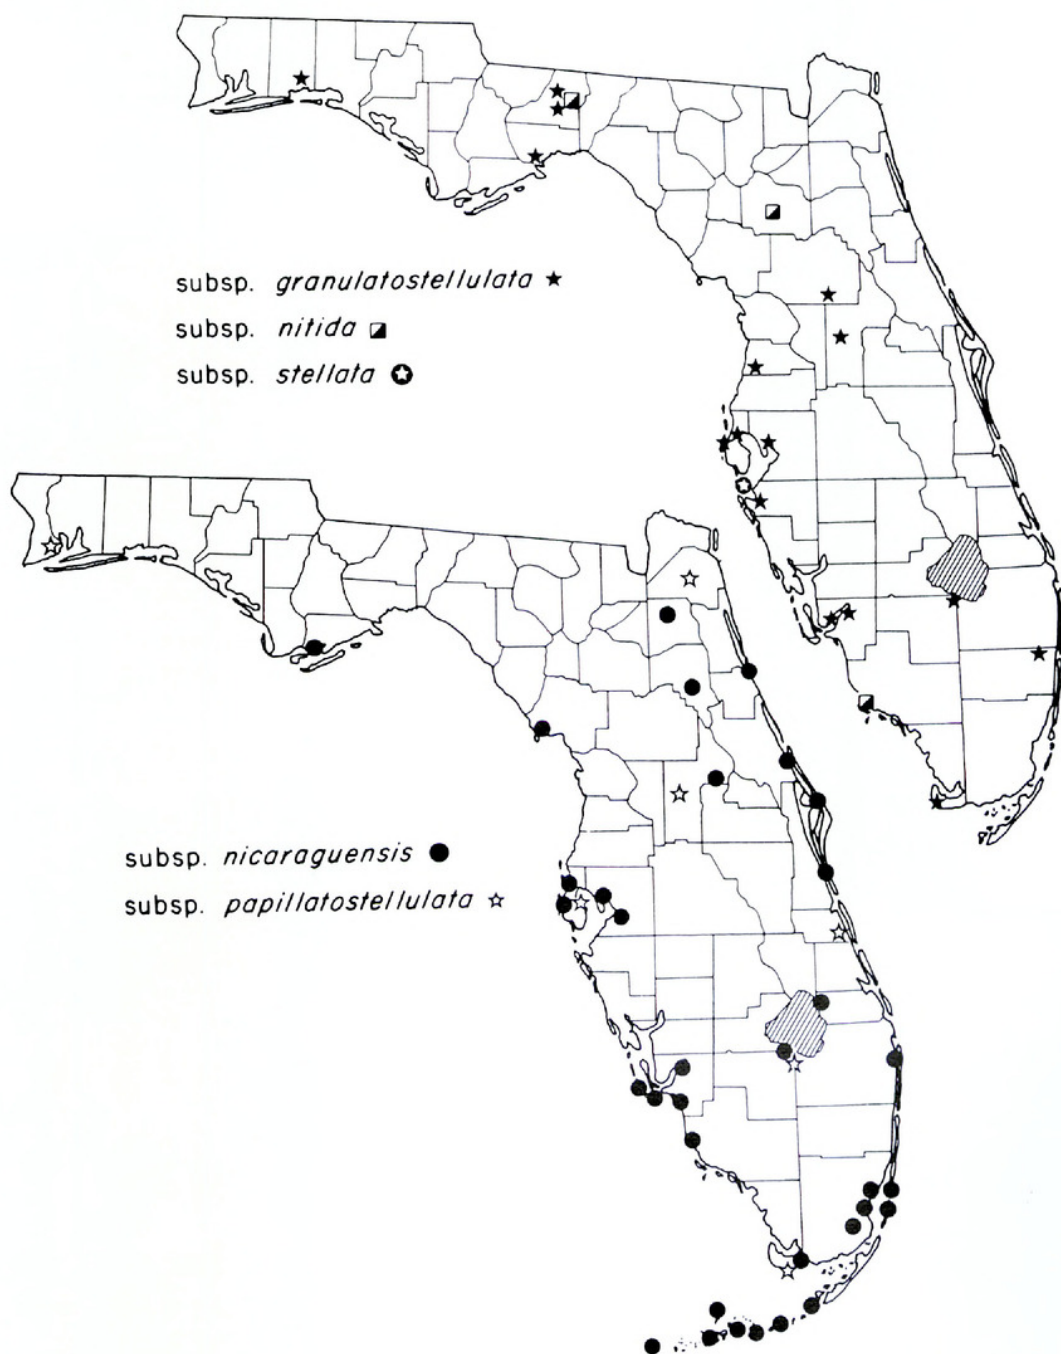 subsp. granulatostellulata ★
subsp. nitida ◪
subsp. stellata ✪
subsp. nicaraguensis ●
subsp. papillatostellulata ☆